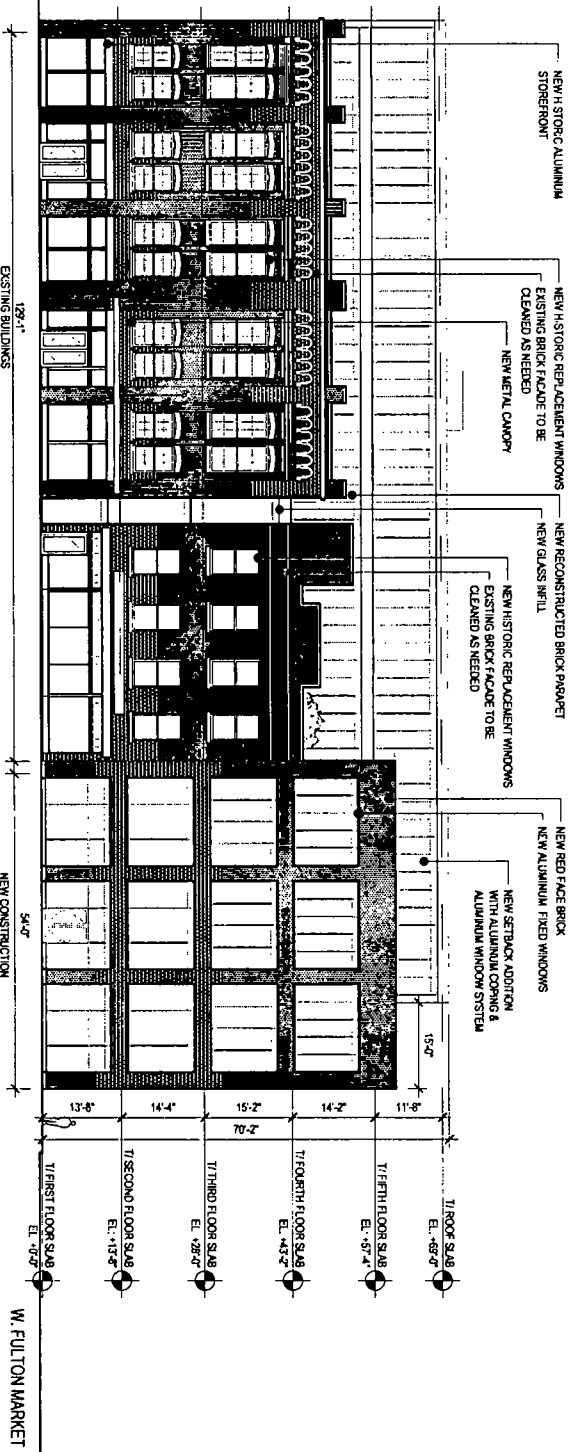 NEW H STORIC ALUMINUM
STOREFRONT
NEW H-STORIC REPLACEMENT WINDOWS
EXISTING BRICK FACADE TO BE
CLEANED AS NEEDED
NEW METAL CANOPY
NEW RECONSTRUCTED BRICK PARAPET
NEW GLASS INFILL
NEW HISTORIC REPLACEMENT WINDOWS
EXISTING BRICK FACADE TO BE
CLEANED AS NEEDED
NEW RED FACE BRICK
NEW ALUMINUM FIXED WINDOWS
NEW SETBACK ADDITION
WITH ALUMINUM COPING &
ALUMINUM WINDOW SYSTEM
15'-0"
11'-8"
14'-2"
15'-2"
14'-4"
13'-8"
70'-2"
T/ ROOF SLAB
EL. +69'-0"
T/ FIFTH FLOOR SLAB
EL. +57'-4"
T/ FOURTH FLOOR SLAB
EL. +43'-2"
T/ THIRD FLOOR SLAB
EL. +28'-0"
T/ SECOND FLOOR SLAB
EL. +13'-8"
T/ FIRST FLOOR SLAB
EL. +0'-0"
129'-1"
EXISTING BUILDINGS
54'-0"
NEW CONSTRUCTION
W. FULTON MARKET